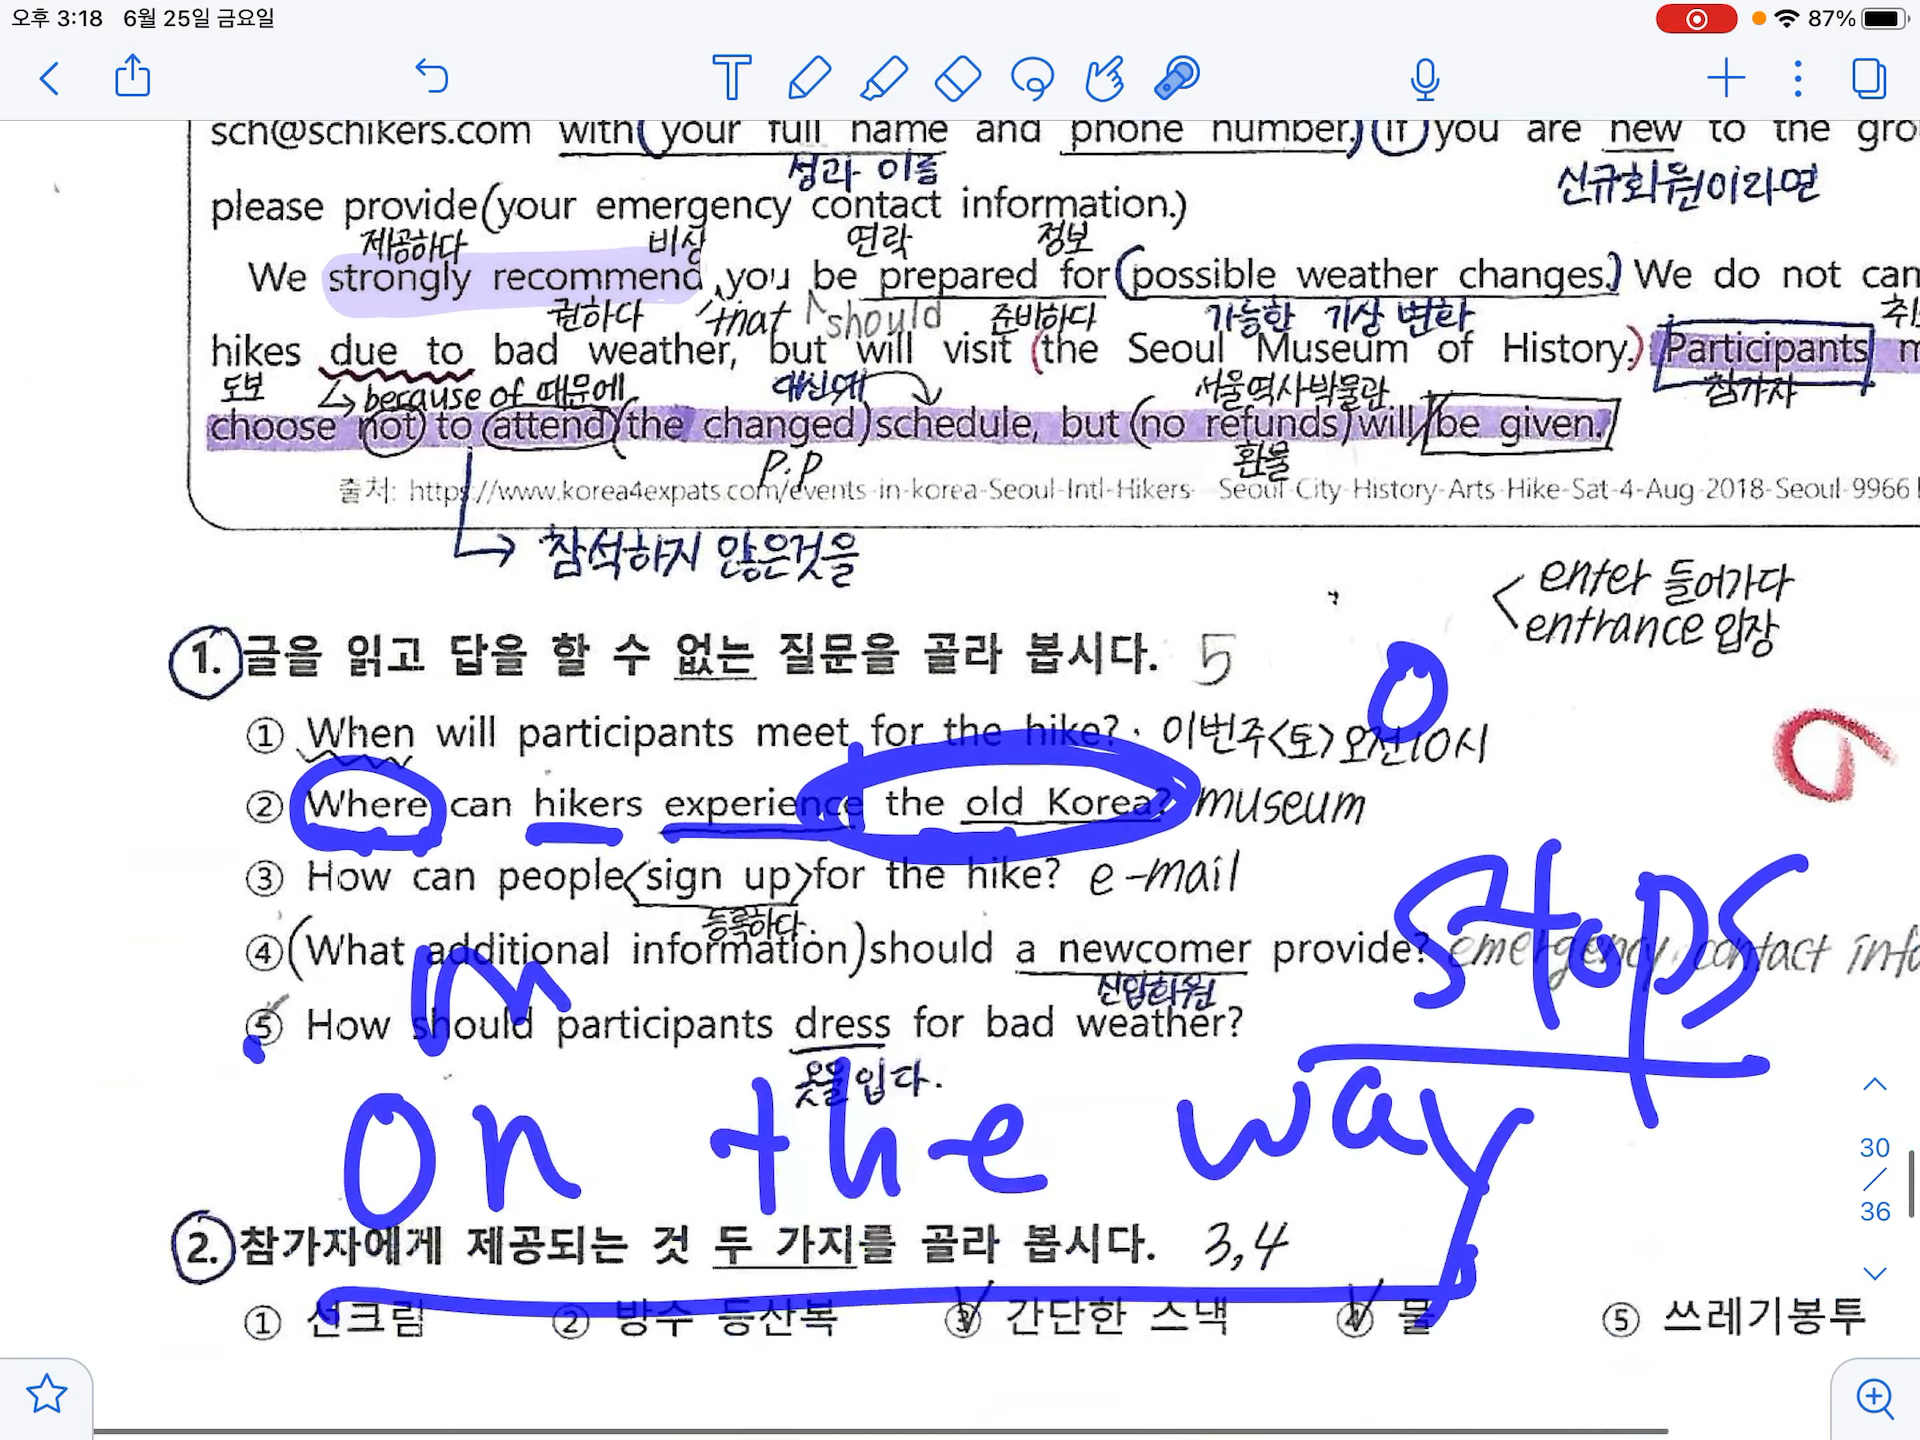 오후 3:18 6월 25일 금요일 87%
sch@schikers.com with (your full name and phone number.) (if) you are new to the gro
성과 이름 신규회원이라면
please provide (your emergency contact information.)
제공하다 비상 연락 정보
We strongly recommend you be prepared for (possible weather changes.) We do not can
권하다 that should 준비하다 가능한 기상 변화 취소
hikes due to bad weather, but will visit (the Seoul Museum of History.) Participants m
도보 because of 때문에 대신에 서울역사박물관 참가자
choose not to attend (the changed) schedule, but (no refunds) will be given.
p.p 환불
출처: https://www.korea4expats.com/events-in-korea-Seoul-Intl-Hikers- Seoul-City-History-Arts-Hike-Sat-4-Aug-2018-Seoul-9966
참석하지 않은것을
enter 들어가다
entrance 입장
1. 글을 읽고 답을 할 수 없는 질문을 골라 봅시다. 5
① When will participants meet for the hike? 이번주<토> 오전10시
② Where can hikers experience the old Korea? museum
③ How can people <sign up> for the hike? e-mail
등록하다.
④ (What additional information) should a newcomer provide? emergency contact info
신입회원
stops
⑤ How should participants dress for bad weather?
옷을 입다.
on the way
2. 참가자에게 제공되는 것 두 가지를 골라 봅시다. 3,4
① 선크림 ② 방수 등산복 ③ 간단한 스낵 ④ 물 ⑤ 쓰레기봉투
30
/
36